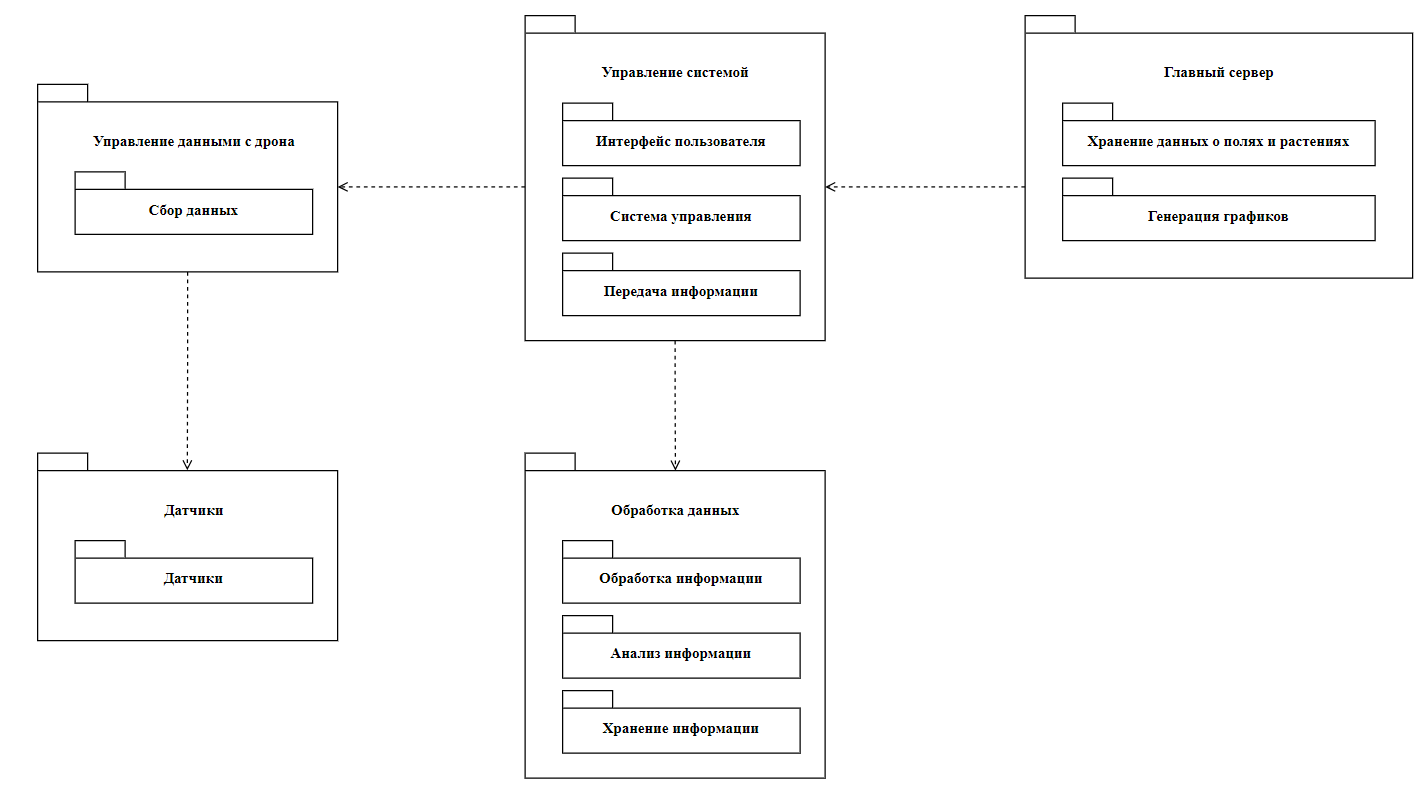 Управление данными с дрона
Сбор данных
Управление системой
Интерфейс пользователя
Система управления
Передача информации
Главный сервер
Хранение данных о полях и растениях
Генерация графиков
Датчики
Датчики
Обработка данных
Обработка информации
Анализ информации
Хранение информации